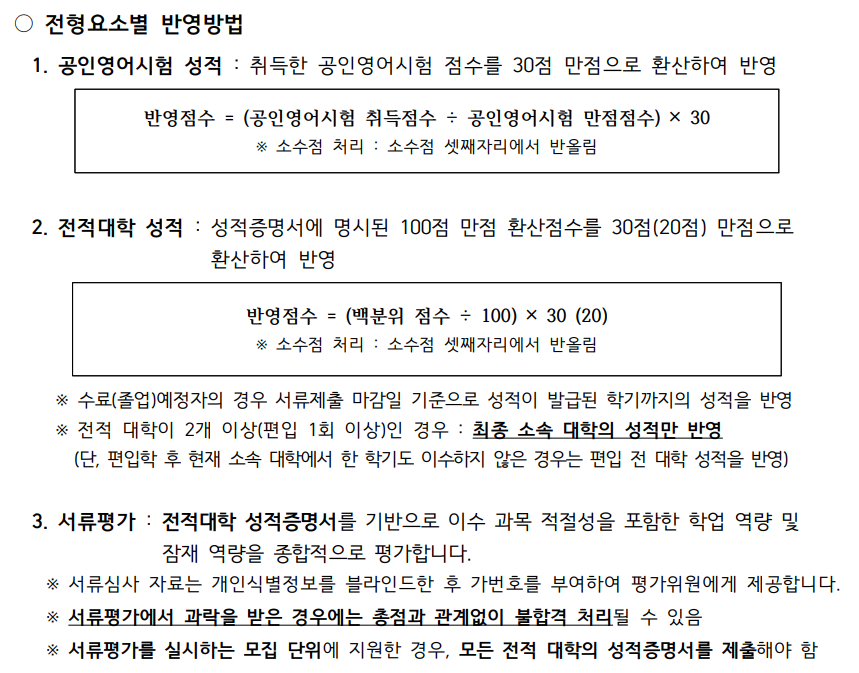 ○ 전형요소별 반영방법
1. 공인영어시험 성적 : 취득한 공인영어시험 점수를 30점 만점으로 환산하여 반영
반영점수 = (공인영어시험 취득점수 ÷ 공인영어시험 만점점수) × 30
※ 소수점 처리 : 소수점 셋째자리에서 반올림
2. 전적대학 성적 : 성적증명서에 명시된 100점 만점 환산점수를 30점(20점) 만점으로
환산하여 반영
반영점수 = (백분위 점수 ÷ 100) × 30 (20)
※ 소수점 처리 : 소수점 셋째자리에서 반올림
※ 수료(졸업)예정자의 경우 서류제출 마감일 기준으로 성적이 발급된 학기까지의 성적을 반영
※ 전적 대학이 2개 이상(편입 1회 이상)인 경우 : 최종 소속 대학의 성적만 반영
(단, 편입학 후 현재 소속 대학에서 한 학기도 이수하지 않은 경우는 편입 전 대학 성적을 반영)
3. 서류평가 : 전적대학 성적증명서를 기반으로 이수 과목 적절성을 포함한 학업 역량 및
잠재 역량을 종합적으로 평가합니다.
※ 서류심사 자료는 개인식별정보를 블라인드한 후 가번호를 부여하여 평가위원에게 제공합니다.
※ 서류평가에서 과락을 받은 경우에는 총점과 관계없이 불합격 처리될 수 있음
※ 서류평가를 실시하는 모집 단위에 지원한 경우, 모든 전적 대학의 성적증명서를 제출해야 함